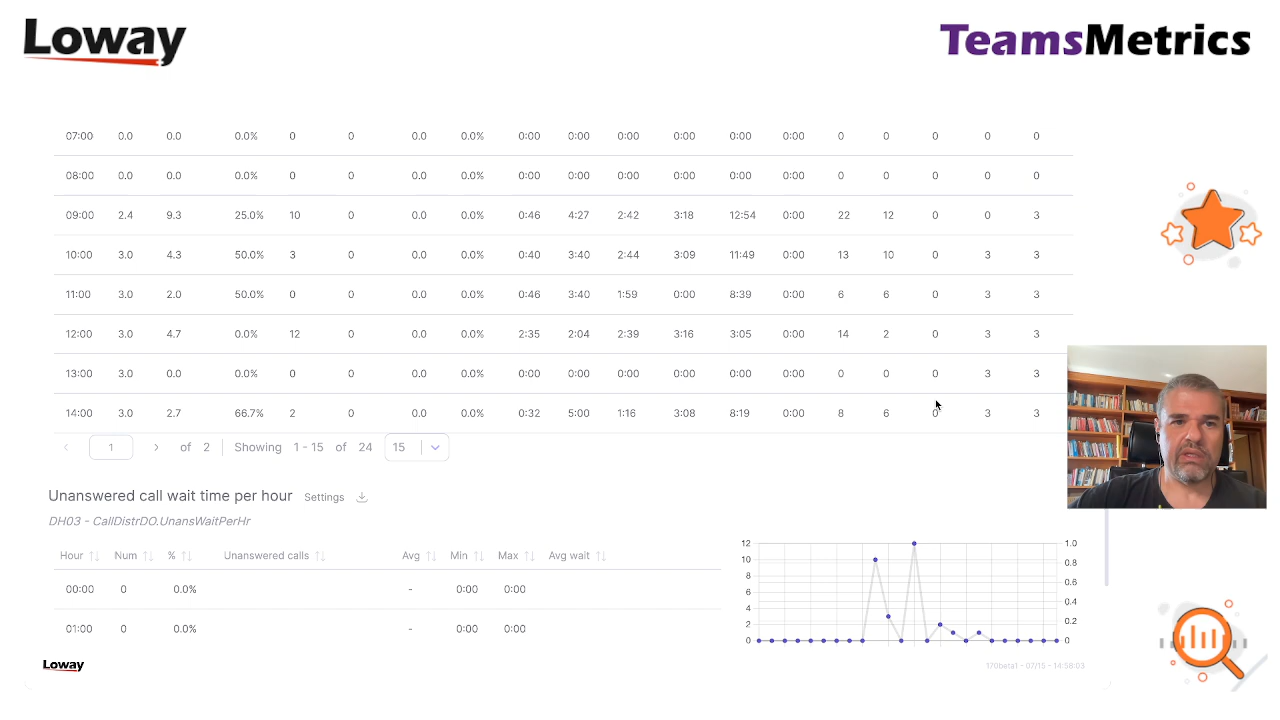 Loway
TeamsMetrics
07:00 0.0 0.0 0.0% 0 0 0.0 0.0% 0:00 0:00 0:00 0:00 0:00 0:00 0 0 0 0 0
08:00 0.0 0.0 0.0% 0 0 0.0 0.0% 0:00 0:00 0:00 0:00 0:00 0:00 0 0 0 0 0
09:00 2.4 9.3 25.0% 10 0 0.0 0.0% 0:46 4:27 2:42 3:18 12:54 0:00 22 12 0 0 3
10:00 3.0 4.3 50.0% 3 0 0.0 0.0% 0:40 3:40 2:44 3:09 11:49 0:00 13 10 0 3 3
11:00 3.0 2.0 50.0% 0 0 0.0 0.0% 0:46 3:40 1:59 0:00 8:39 0:00 6 6 0 3 3
12:00 3.0 4.7 0.0% 12 0 0.0 0.0% 2:35 2:04 2:39 3:16 3:05 0:00 14 2 0 3 3
13:00 3.0 0.0 0.0% 0 0 0.0 0.0% 0:00 0:00 0:00 0:00 0:00 0:00 0 0 0 3 3
14:00 3.0 2.7 66.7% 2 0 0.0 0.0% 0:32 5:00 1:16 3:08 8:19 0:00 8 6 0 3 3
1 of 2 Showing 1 - 15 of 24 15
Unanswered call wait time per hour Settings
DH03 - CallDistrDO.UnansWaitPerHr
Hour Num % Unanswered calls Avg Min Max Avg wait
00:00 0 0.0% - 0:00 0:00
01:00 0 0.0% - 0:00 0:00
12 1.0
10 0.8
8 0.6
6 0.4
4 0.2
2 0
0
Loway
170beta1 - 07/15 - 14:58:03